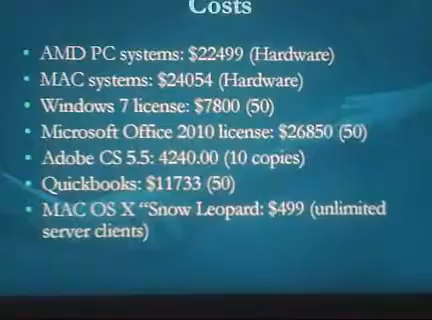 Costs
• AMD PC systems: $22499 (Hardware)
• MAC systems: $24054 (Hardware)
• Windows 7 license: $7800 (50)
• Microsoft Office 2010 license: $26850 (50)
• Adobe CS 5.5: 4240.00 (10 copies)
• Quickbooks: $11733 (50)
• MAC OS X “Snow Leopard: $499 (unlimited
server clients)